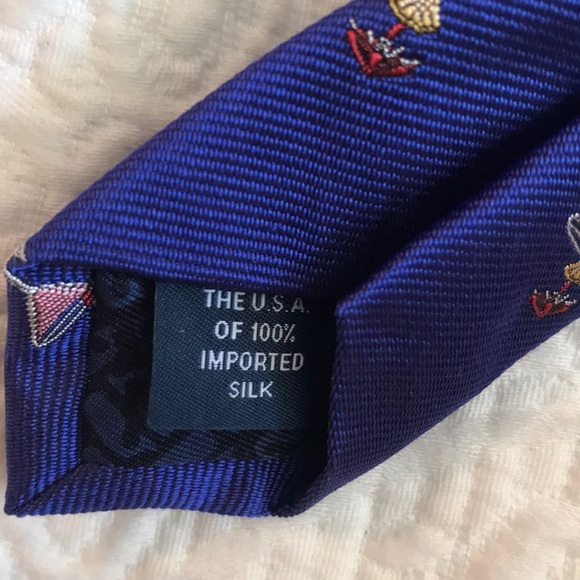 THE U.S.A.
OF 100%
IMPORTED
SILK